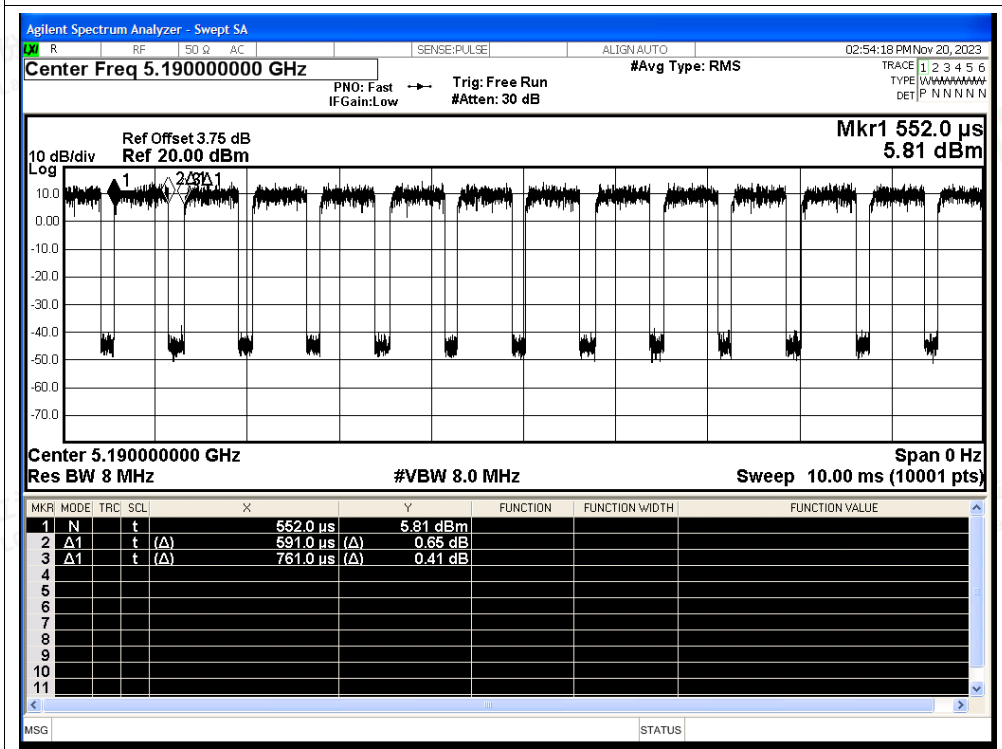 Agilent Spectrum Analyzer - Swept SA
LXI R RF 50 Ω AC SENSE:PULSE ALIGN AUTO 02:54:18 PM Nov 20, 2023
Center Freq 5.190000000 GHz #Avg Type: RMS TRACE 1 2 3 4 5 6
PNO: Fast Trig: Free Run TYPE WWWWWW
IFGain:Low #Atten: 30 dB DET P N N N N N
Mkr1 552.0 µs
Ref Offset 3.75 dB
10 dB/div Ref 20.00 dBm 5.81 dBm
Log
1 2Δ1 3Δ1
10.0
0.00
-10.0
-20.0
-30.0
-40.0
-50.0
-60.0
-70.0
Center 5.190000000 GHz Span 0 Hz
Res BW 8 MHz #VBW 8.0 MHz Sweep 10.00 ms (10001 pts)
MKR MODE TRC SCL X Y FUNCTION FUNCTION WIDTH FUNCTION VALUE
1 N t 552.0 µs 5.81 dBm
2 Δ1 t (Δ) 591.0 µs (Δ) 0.65 dB
3 Δ1 t (Δ) 761.0 µs (Δ) 0.41 dB
4
5
6
7
8
9
10
11
MSG STATUS